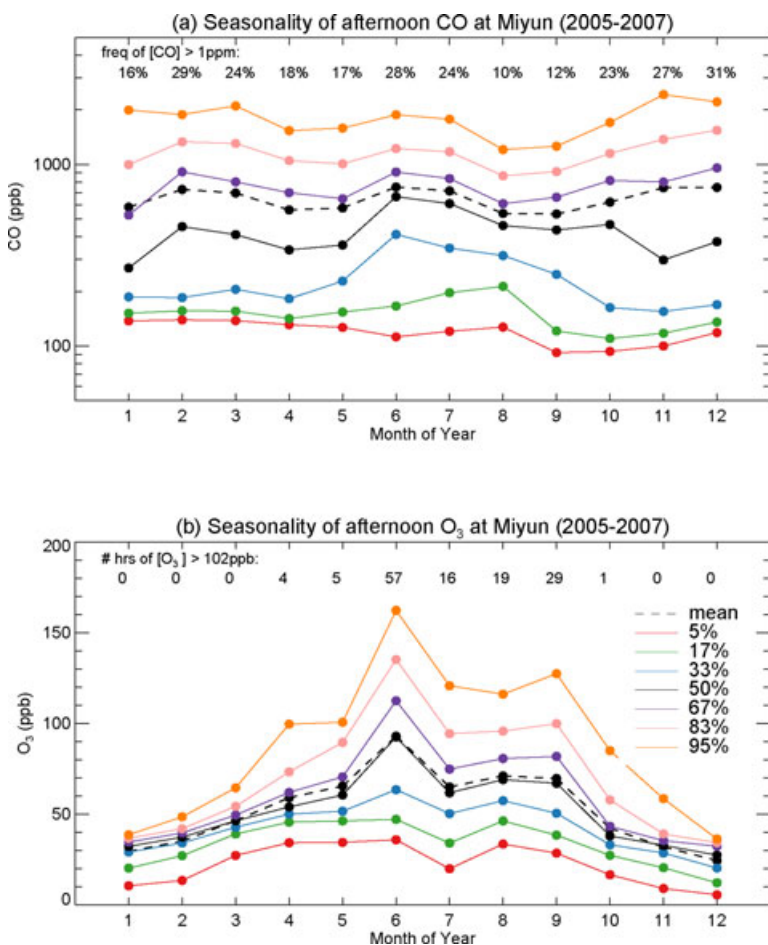 (a) Seasonality of afternoon CO at Miyun (2005-2007)
freq of [CO] > 1ppm:
16% 29% 24% 18% 17% 28% 24% 10% 12% 23% 27% 31%
1000
100
CO (ppb)
1 2 3 4 5 6 7 8 9 10 11 12
Month of Year
(b) Seasonality of afternoon O3 at Miyun (2005-2007)
# hrs of [O3] > 102ppb:
0 0 0 4 5 57 16 19 29 1 0 0
200
150
100
50
0
O3 (ppb)
mean
5%
17%
33%
50%
67%
83%
95%
1 2 3 4 5 6 7 8 9 10 11 12
Month of Year